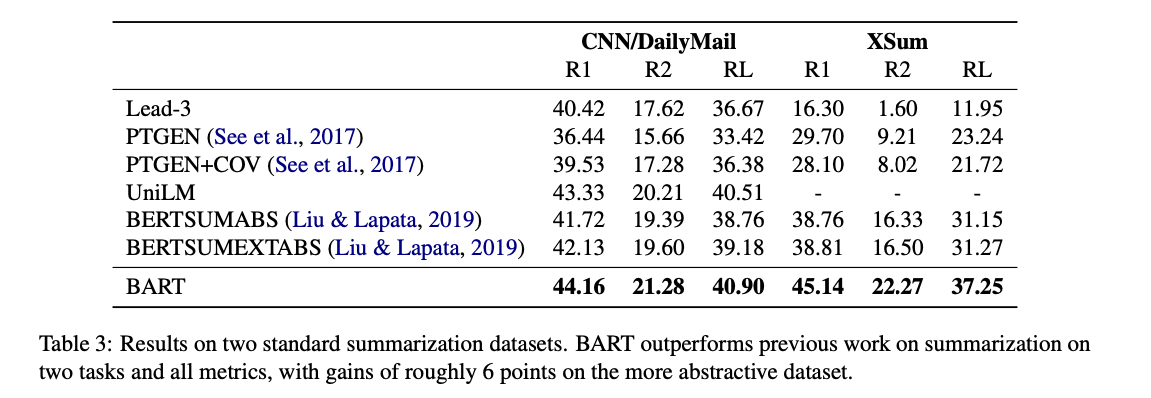 CNN/DailyMail XSum
R1 R2 RL R1 R2 RL
Lead-3 40.42 17.62 36.67 16.30 1.60 11.95
PTGEN (See et al., 2017) 36.44 15.66 33.42 29.70 9.21 23.24
PTGEN+COV (See et al., 2017) 39.53 17.28 36.38 28.10 8.02 21.72
UniLM 43.33 20.21 40.51 - - -
BERTSUMABS (Liu & Lapata, 2019) 41.72 19.39 38.76 38.76 16.33 31.15
BERTSUMEXTABS (Liu & Lapata, 2019) 42.13 19.60 39.18 38.81 16.50 31.27
BART 44.16 21.28 40.90 45.14 22.27 37.25
Table 3: Results on two standard summarization datasets. BART outperforms previous work on summarization on
two tasks and all metrics, with gains of roughly 6 points on the more abstractive dataset.